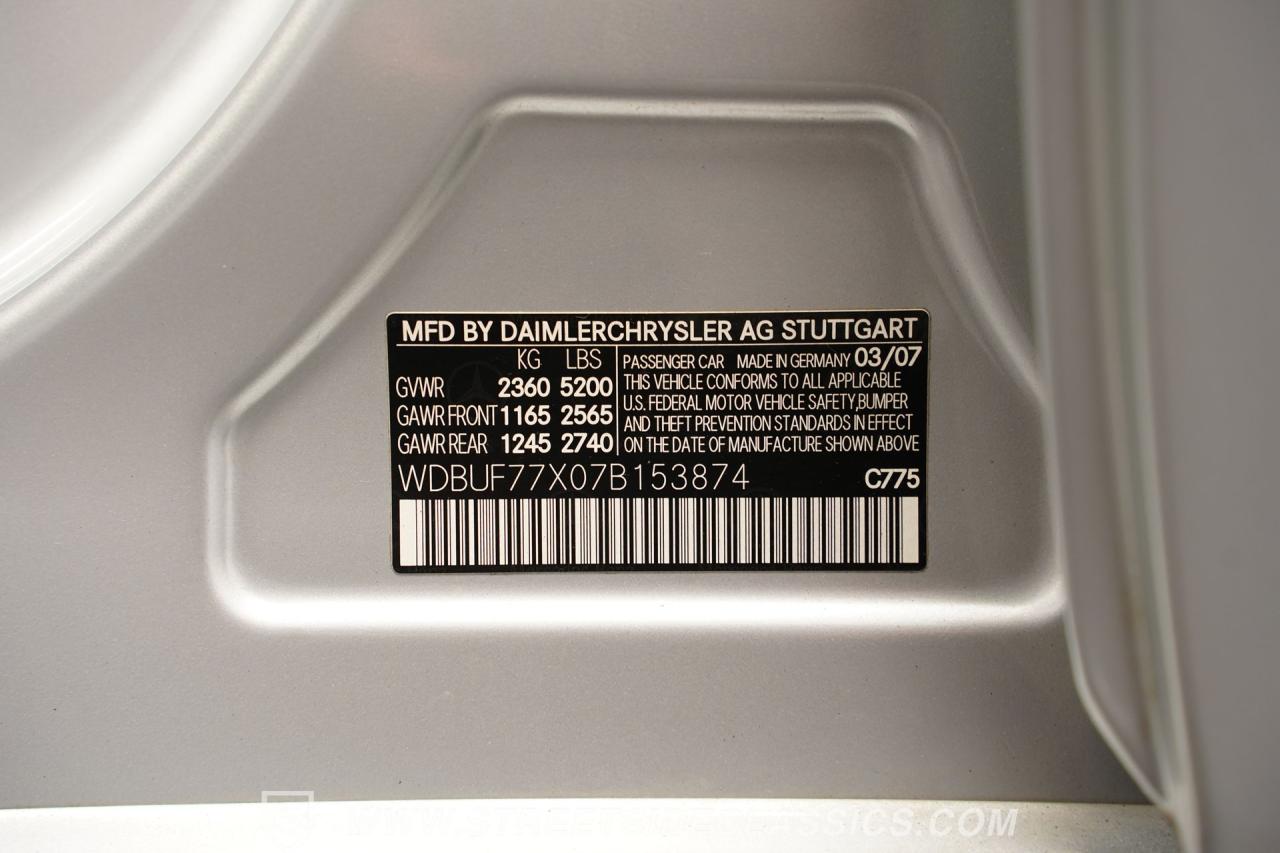 MFD BY DAIMLERCHRYSLER AG STUTTGART
KG LBS
GVWR 2360 5200
GAWR FRONT 1165 2565
GAWR REAR 1245 2740
PASSENGER CAR MADE IN GERMANY 03/07
THIS VEHICLE CONFORMS TO ALL APPLICABLE
U.S. FEDERAL MOTOR VEHICLE SAFETY,BUMPER
AND THEFT PREVENTION STANDARDS IN EFFECT
ON THE DATE OF MANUFACTURE SHOWN ABOVE
WDBUF77X07B153874 C775